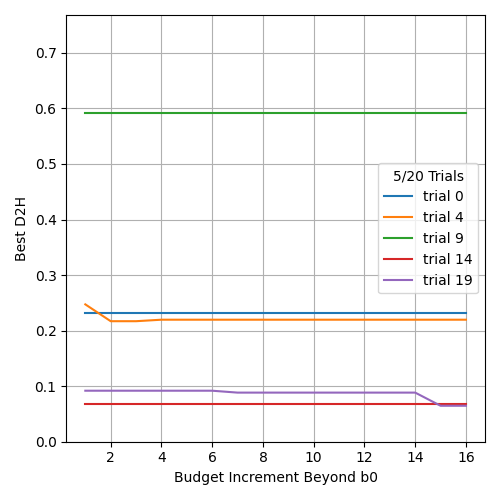 0.7
0.6
0.5
0.4
0.3
0.2
0.1
0.0
Best D2H
5/20 Trials
trial 0
trial 4
trial 9
trial 14
trial 19
2 4 6 8 10 12 14 16
Budget Increment Beyond b0